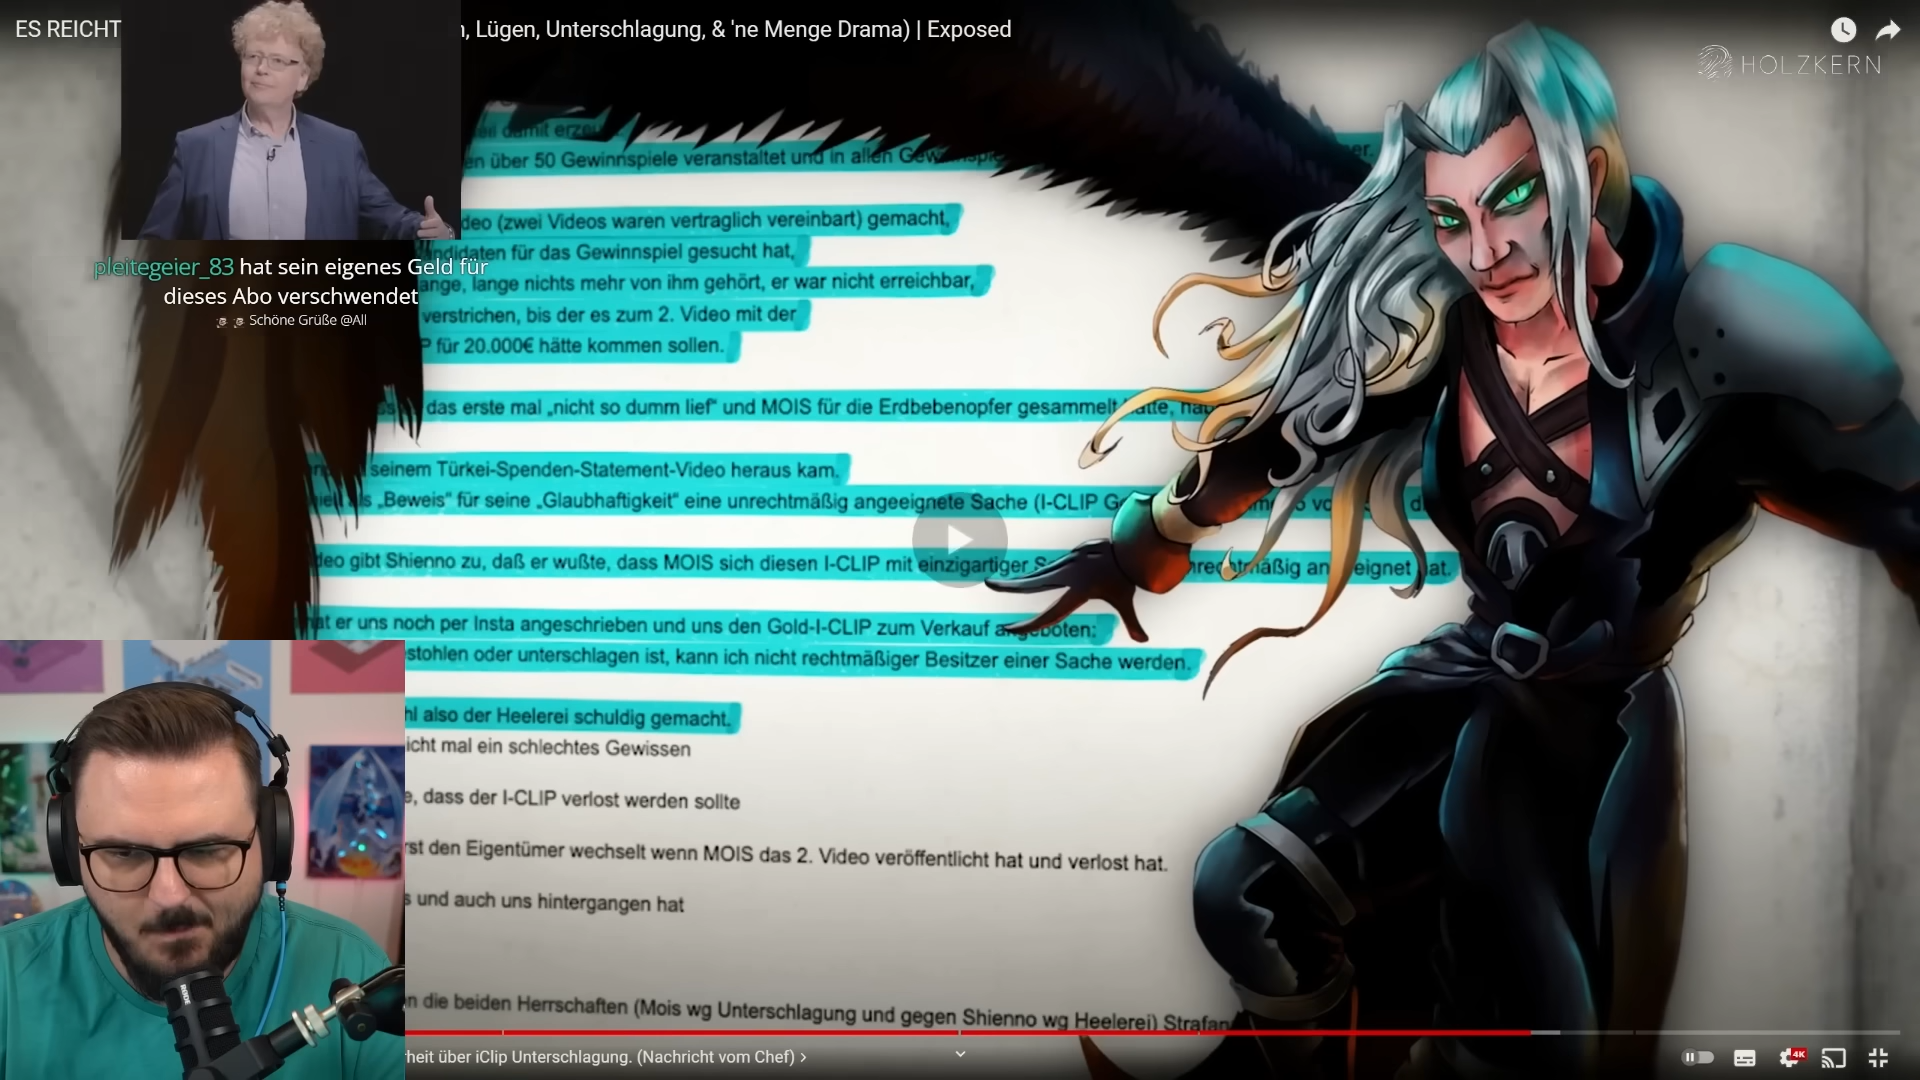 ES REICHT
, Lügen, Unterschlagung, & 'ne Menge Drama) | Exposed
HOLZKERN
damit
en über 50 Gewinnspiele veranstaltet und in allen
deo (zwei Videos waren vertraglich vereinbart) gemacht,
ndidaten für das Gewinnspiel gesucht hat,
pleitegeier_83 hat sein eigenes Geld für
dieses Abo verschwendet
Schöne Grüße @All
ange, lange nichts mehr von ihm gehört, er war nicht erreichbar,
verstrichen, bis der es zum 2. Video mit der
P für 20.000€ hätte kommen sollen.
das erste mal „nicht so dumm lief“ und MOIS für die Erdbebenopfer gesammelt hatte,
seinem Türkei-Spenden-Statement-Video heraus kam.
„Beweis“ für seine „Glaubhaftigkeit“ eine unrechtmäßig angeeignete Sache (I-CLIP
deo gibt Shienno zu, daß er wußte, dass MOIS sich diesen I-CLIP mit einzigartiger unrechtmäßig angeeignet hat.
hat er uns noch per Insta angeschrieben und uns den Gold-I-CLIP zum Verkauf angeboten:
stohlen oder unterschlagen ist, kann ich nicht rechtmäßiger Besitzer einer Sache werden.
hl also der Heelerei schuldig gemacht.
icht mal ein schlechtes Gewissen
e, dass der I-CLIP verlost werden sollte
rst den Eigentümer wechselt wenn MOIS das 2. Video veröffentlicht hat und verlost hat.
s und auch uns hintergangen hat
n die beiden Herrschaften (Mois wg Unterschlagung und gegen Shienno wg Heelerei) Strafan
rheit über iClip Unterschlagung. (Nachricht vom Chef) ›
4K
RØDE